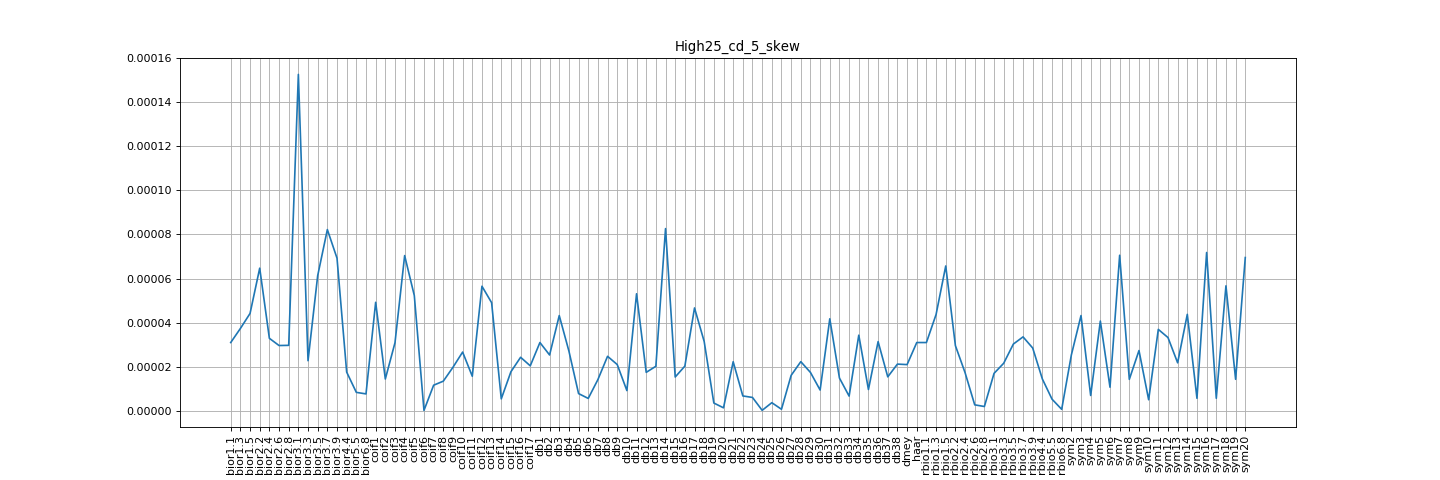 High25_cd_5_skew
0.00016
0.00014
0.00012
0.00010
0.00008
0.00006
0.00004
0.00002
0.00000
bior1.1
bior1.3
bior1.5
bior2.2
bior2.4
bior2.6
bior2.8
bior3.1
bior3.3
bior3.5
bior3.7
bior3.9
bior4.4
bior5.5
bior6.8
coif1
coif2
coif3
coif4
coif5
coif6
coif7
coif8
coif9
coif10
coif11
coif12
coif13
coif14
coif15
coif16
coif17
db1
db2
db3
db4
db5
db6
db7
db8
db9
db10
db11
db12
db13
db14
db15
db16
db17
db18
db19
db20
db21
db22
db23
db24
db25
db26
db27
db28
db29
db30
db31
db32
db33
db34
db35
db36
db37
db38
dmey
haar
rbio1.1
rbio1.3
rbio1.5
rbio2.2
rbio2.4
rbio2.6
rbio2.8
rbio3.1
rbio3.3
rbio3.5
rbio3.7
rbio3.9
rbio4.4
rbio5.5
rbio6.8
sym2
sym3
sym4
sym5
sym6
sym7
sym8
sym9
sym10
sym11
sym12
sym13
sym14
sym15
sym16
sym17
sym18
sym19
sym20